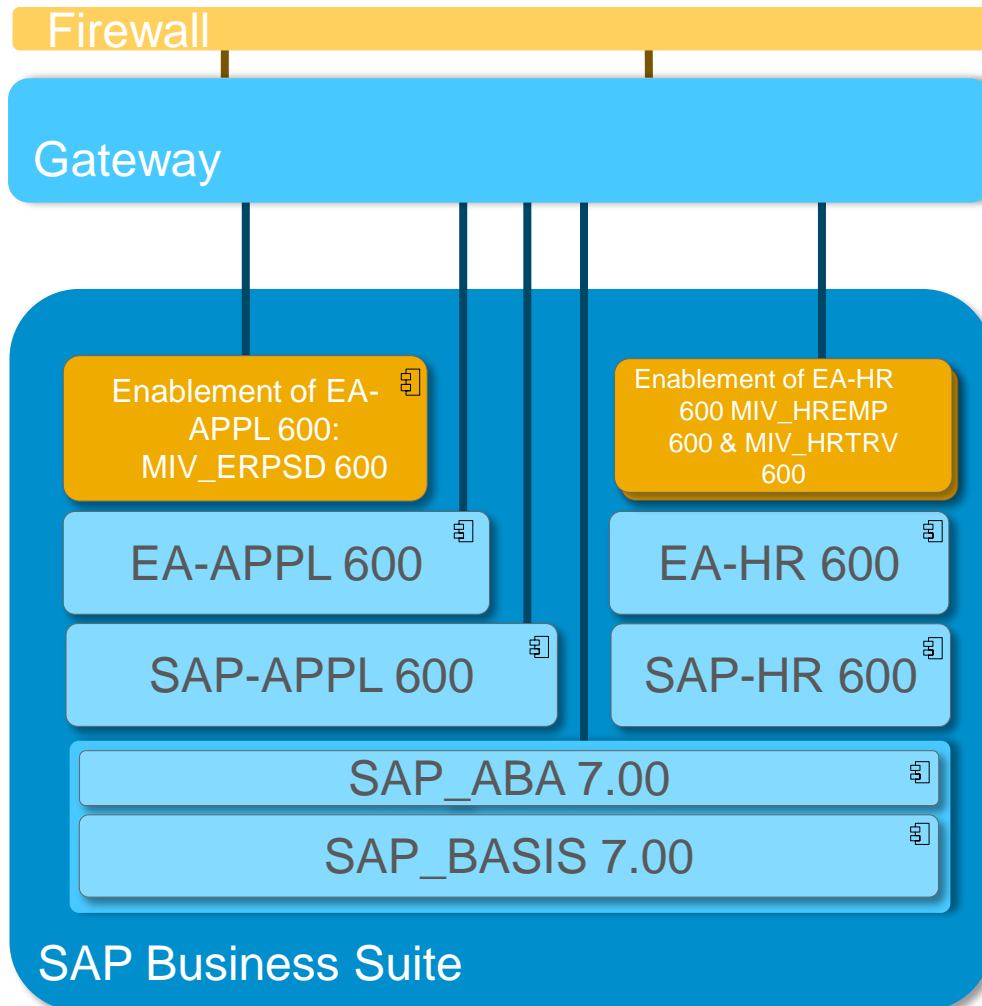 Firewall
Gateway
Enablement of EA-
APPL 600:
MIV_ERPSD 600
Enablement of EA-HR
600 MIV_HREMP
600 & MIV_HRTRV
600
EA-APPL 600
EA-HR 600
SAP-APPL 600
SAP-HR 600
SAP_ABA 7.00
SAP_BASIS 7.00
SAP Business Suite